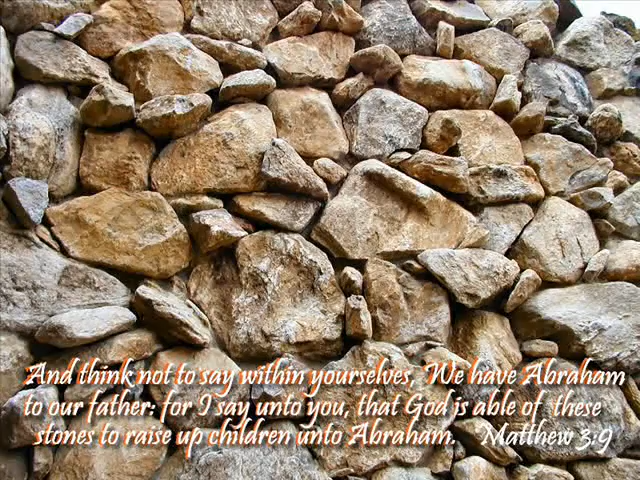 And think not to say within yourselves, We have Abraham
to our father: for I say unto you, that God is able of these
stones to raise up children unto Abraham. Matthew 3:9